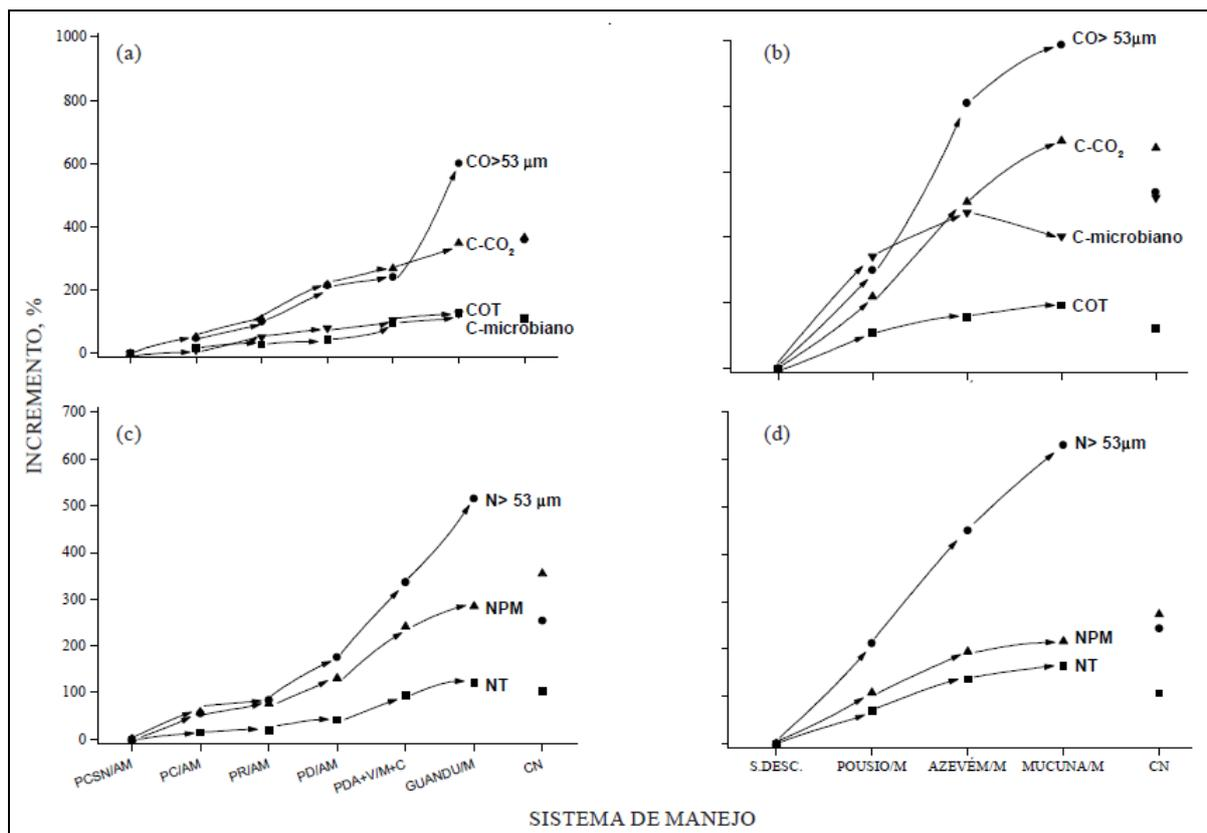 (a)
1000
800
600
400
200
0
CO>53 µm
C-CO₂
COT
C-microbiano
(b)
CO> 53µm
C-CO₂
C-microbiano
COT
INCREMENTO, %
(c)
700
600
500
400
300
200
100
0
N> 53 µm
NPM
NT
PCSN/AM
PC/AM
PR/AM
PD/AM
PDA+V/M+C
GUANDU/M
CN
(d)
N> 53µm
NPM
NT
S.DESC.
POUSIO/M
AZEVÉM/M
MUCUNA/M
CN
SISTEMA DE MANEJO